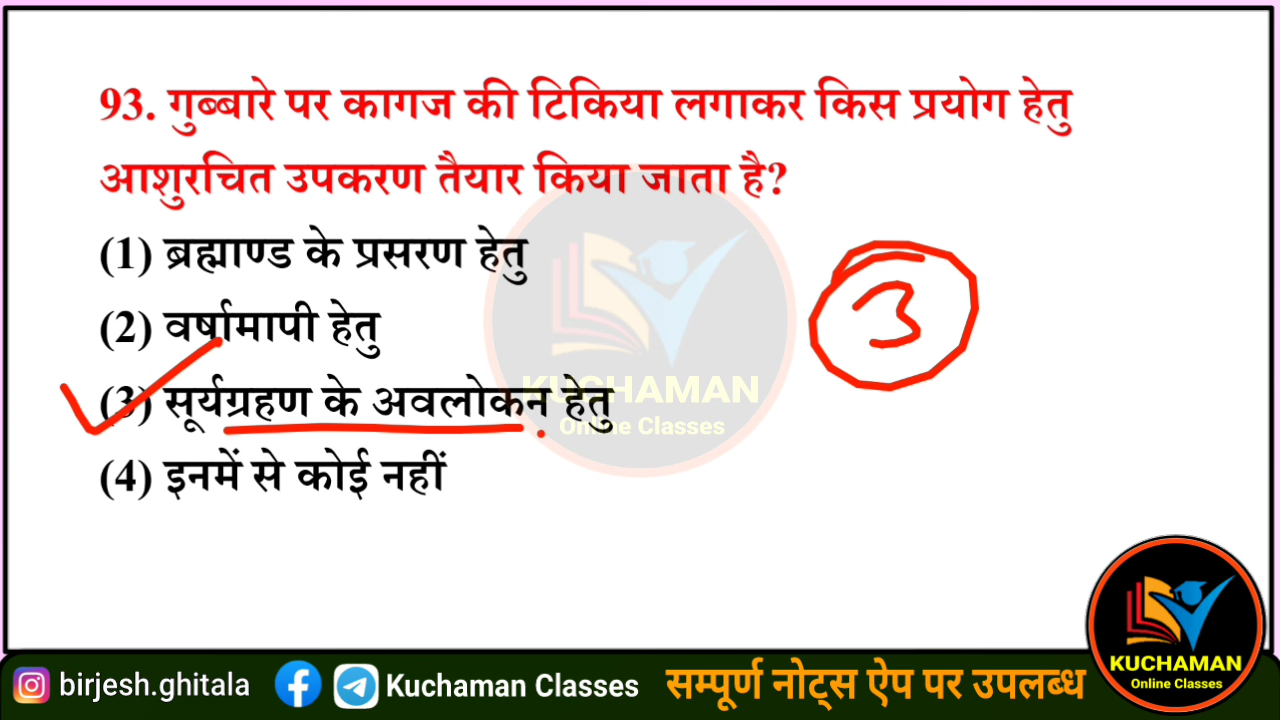 93. गुब्बारे पर कागज की टिकिया लगाकर किस प्रयोग हेतु
आशुरचित उपकरण तैयार किया जाता है?
(1) ब्रह्माण्ड के प्रसरण हेतु
(2) वर्षामापी हेतु
(3) सूर्यग्रहण के अवलोकन हेतु
(4) इनमें से कोई नहीं
3
KUCHAMAN
Online Classes
KUCHAMAN
Online Classes
birjesh.ghitala
Kuchaman Classes
सम्पूर्ण नोट्स ऐप पर उपलब्ध